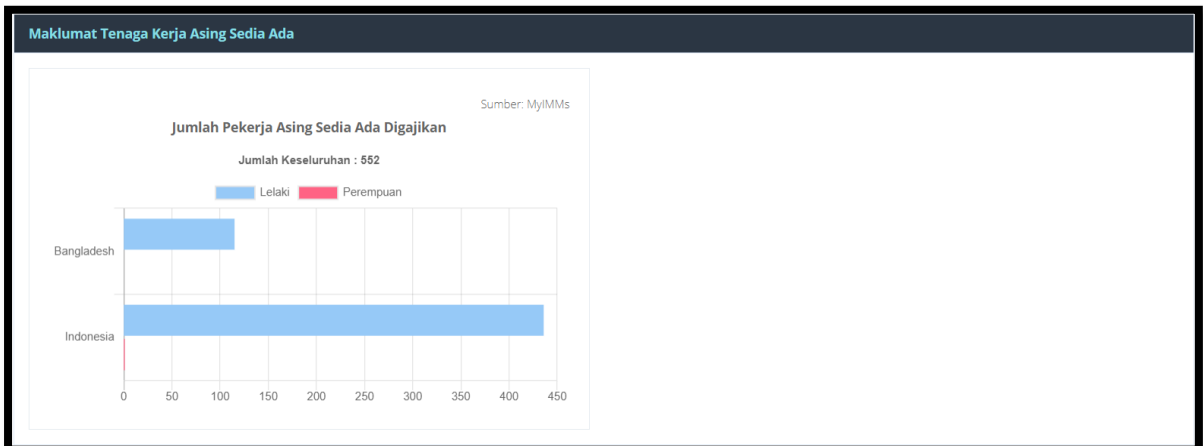 Maklumat Tenaga Kerja Asing Sedia Ada
Sumber: MyIMMs
Jumlah Pekerja Asing Sedia Ada Digajikan
Jumlah Keseluruhan : 552
Lelaki Perempuan
Bangladesh
Indonesia
0 50 100 150 200 250 300 350 400 450